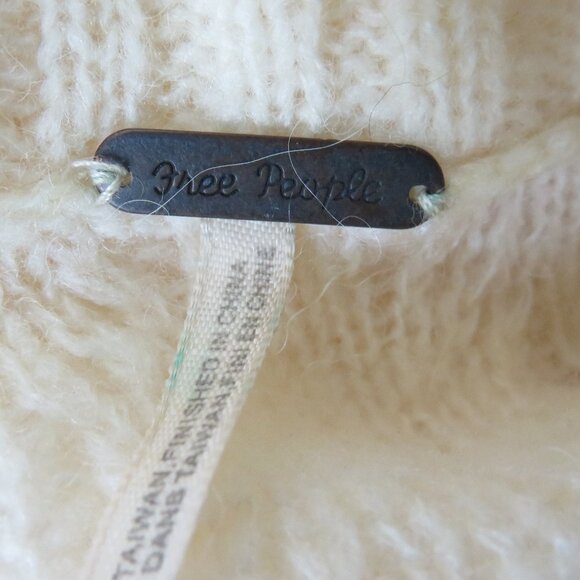 Free People
TAIWAN.FINISHED IN CHINA
DANS TAIWAN.FINI EN CHINE